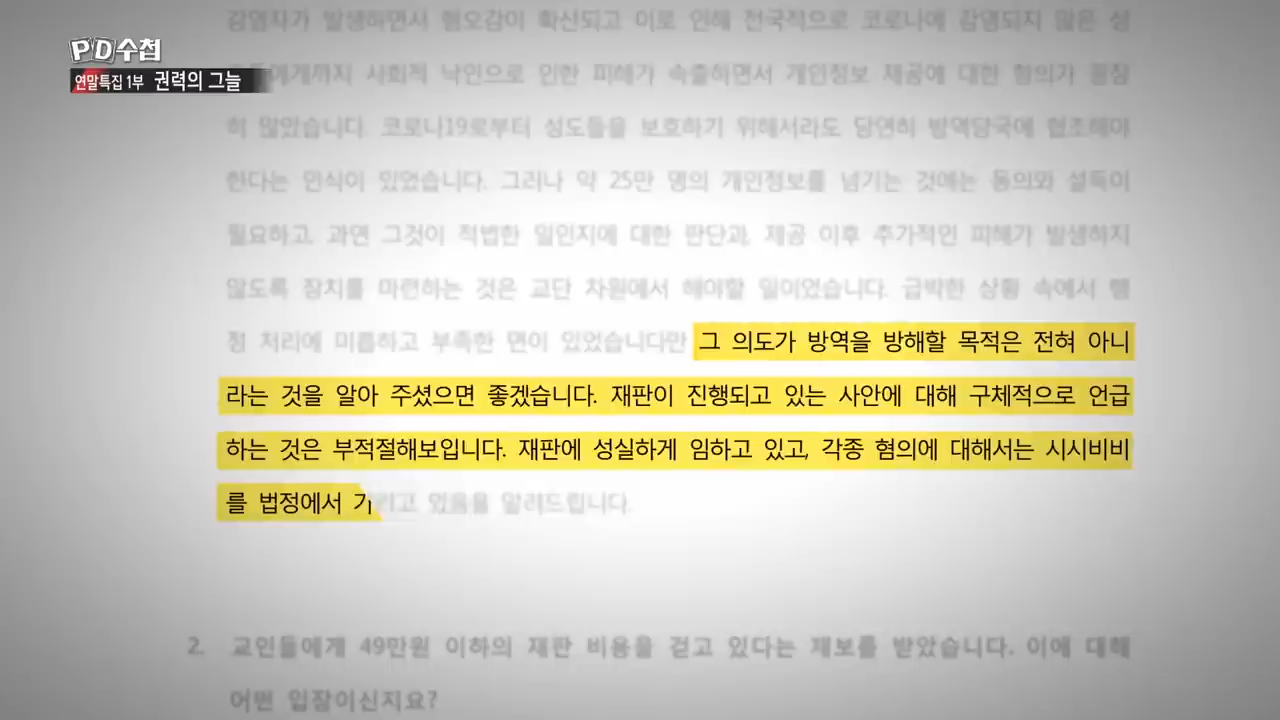 감염자가 발생하면서 혐오감이 확산되고 이로 인해 전국적으로 코로나에 감염되지 않은 성
PD수첩
에게까지 사회적 낙인으로 인한 피해가 속출하면서 개인정보 제공에 대한 항의가
연말특집 1부 권력의 그늘
히 많았습니다. 코로나19로부터 성도들을 보호하기 위해서라도 당연히 방역당국에 협조해야
한다는 인식이 있었습니다. 그러나 약 25만 명의 개인정보를 넘기는 것에는 동의와 설득이
필요하고, 과연 그것이 적법한 일인지에 대한 판단과, 제공 이후 추가적인 피해가 발생하지
않도록 장치를 마련하는 것은 교단 차원에서 해야할 일이었습니다. 급박한 상황 속에서 행
정 처리에 미흡하고 부족한 면이 있었습니다만 그 의도가 방역을 방해할 목적은 전혀 아니
라는 것을 알아 주셨으면 좋겠습니다. 재판이 진행되고 있는 사안에 대해 구체적으로 언급
하는 것은 부적절해보입니다. 재판에 성실하게 임하고 있고, 각종 혐의에 대해서는 시시비비
를 법정에서 가리고 있음을 알려드립니다.
2. 교인들에게 49만원 이하의 재판 비용을 걷고 있다는 제보를 받았습니다. 이에 대해
어떤 입장이신지요?